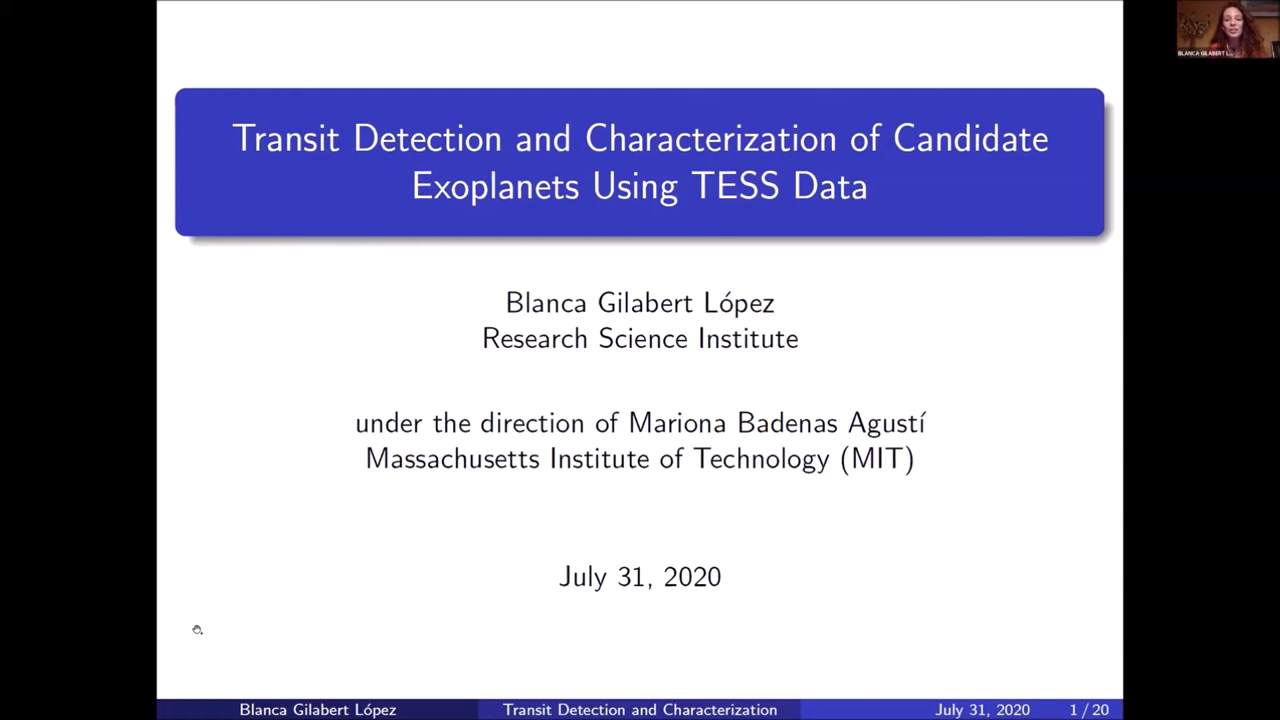 BLANCA GILABERT L...
Transit Detection and Characterization of Candidate
Exoplanets Using TESS Data
Blanca Gilabert López
Research Science Institute
under the direction of Mariona Badenas Agustí
Massachusetts Institute of Technology (MIT)
July 31, 2020
Blanca Gilabert López Transit Detection and Characterization July 31, 2020 1 / 20